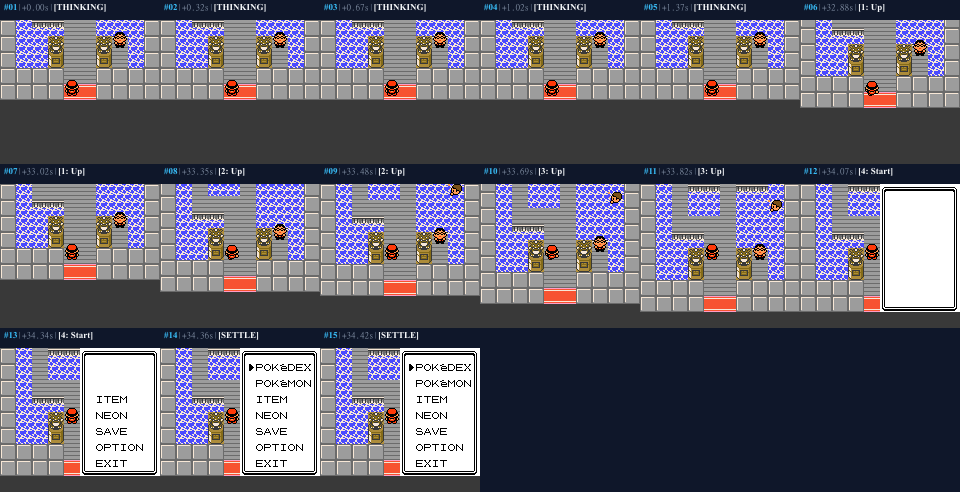 #01 | +0.00s | [THINKING]
#02 | +0.32s | [THINKING]
#03 | +0.67s | [THINKING]
#04 | +1.02s | [THINKING]
#05 | +1.37s | [THINKING]
#06 | +32.88s | [1: Up]
#07 | +33.02s | [1: Up]
#08 | +33.35s | [2: Up]
#09 | +33.48s | [2: Up]
#10 | +33.69s | [3: Up]
#11 | +33.82s | [3: Up]
#12 | +34.07s | [4: Start]
#13 | +34.34s | [4: Start]
ITEM
NEON
SAVE
OPTION
EXIT
#14 | +34.36s | [SETTLE]
▶POKéDEX
POKéMON
ITEM
NEON
SAVE
OPTION
EXIT
#15 | +34.42s | [SETTLE]
▶POKéDEX
POKéMON
ITEM
NEON
SAVE
OPTION
EXIT